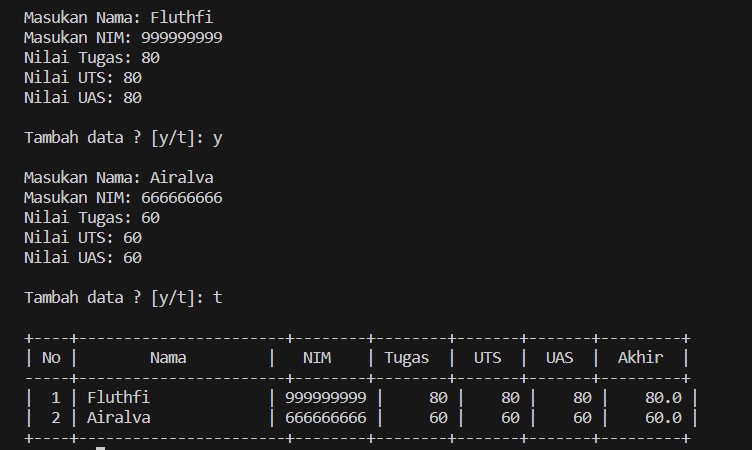 Masukan Nama: Fluthfi
Masukan NIM: 999999999
Nilai Tugas: 80
Nilai UTS: 80
Nilai UAS: 80

Tambah data ? [y/t]: y

Masukan Nama: Airalva
Masukan NIM: 666666666
Nilai Tugas: 60
Nilai UTS: 60
Nilai UAS: 60

Tambah data ? [y/t]: t

+----+-----------------------+--------+--------+-------+-------+---------+
| No |        Nama         |   NIM    | Tugas  |  UTS  |  UAS  |  Akhir  |
-----+-----------------------+--------+--------+-------+-------+---------+
|  1 | Fluthfi             | 999999999 |     80 |    80 |    80 |    80.0 |
|  2 | Airalva             | 666666666 |     60 |    60 |    60 |    60.0 |
+----+-----------------------+--------+--------+-------+-------+---------+